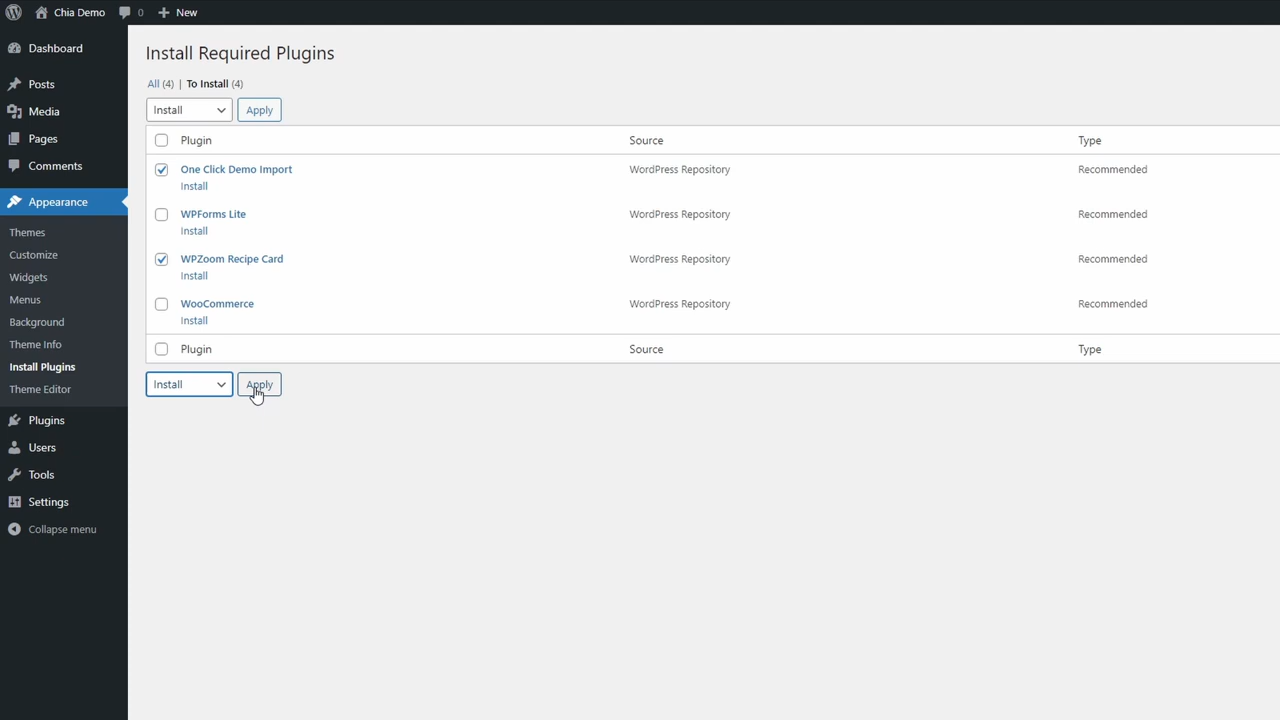 Chia Demo 0 New
Dashboard
Posts
Media
Pages
Comments
Appearance
Themes
Customize
Widgets
Menus
Background
Theme Info
Install Plugins
Theme Editor
Plugins
Users
Tools
Settings
Collapse menu
Install Required Plugins
All (4) | To Install (4)
Install Apply
Plugin Source Type
One Click Demo Import WordPress Repository Recommended
Install
WPForms Lite WordPress Repository Recommended
Install
WPZoom Recipe Card WordPress Repository Recommended
Install
WooCommerce WordPress Repository Recommended
Install
Plugin Source Type
Install Apply